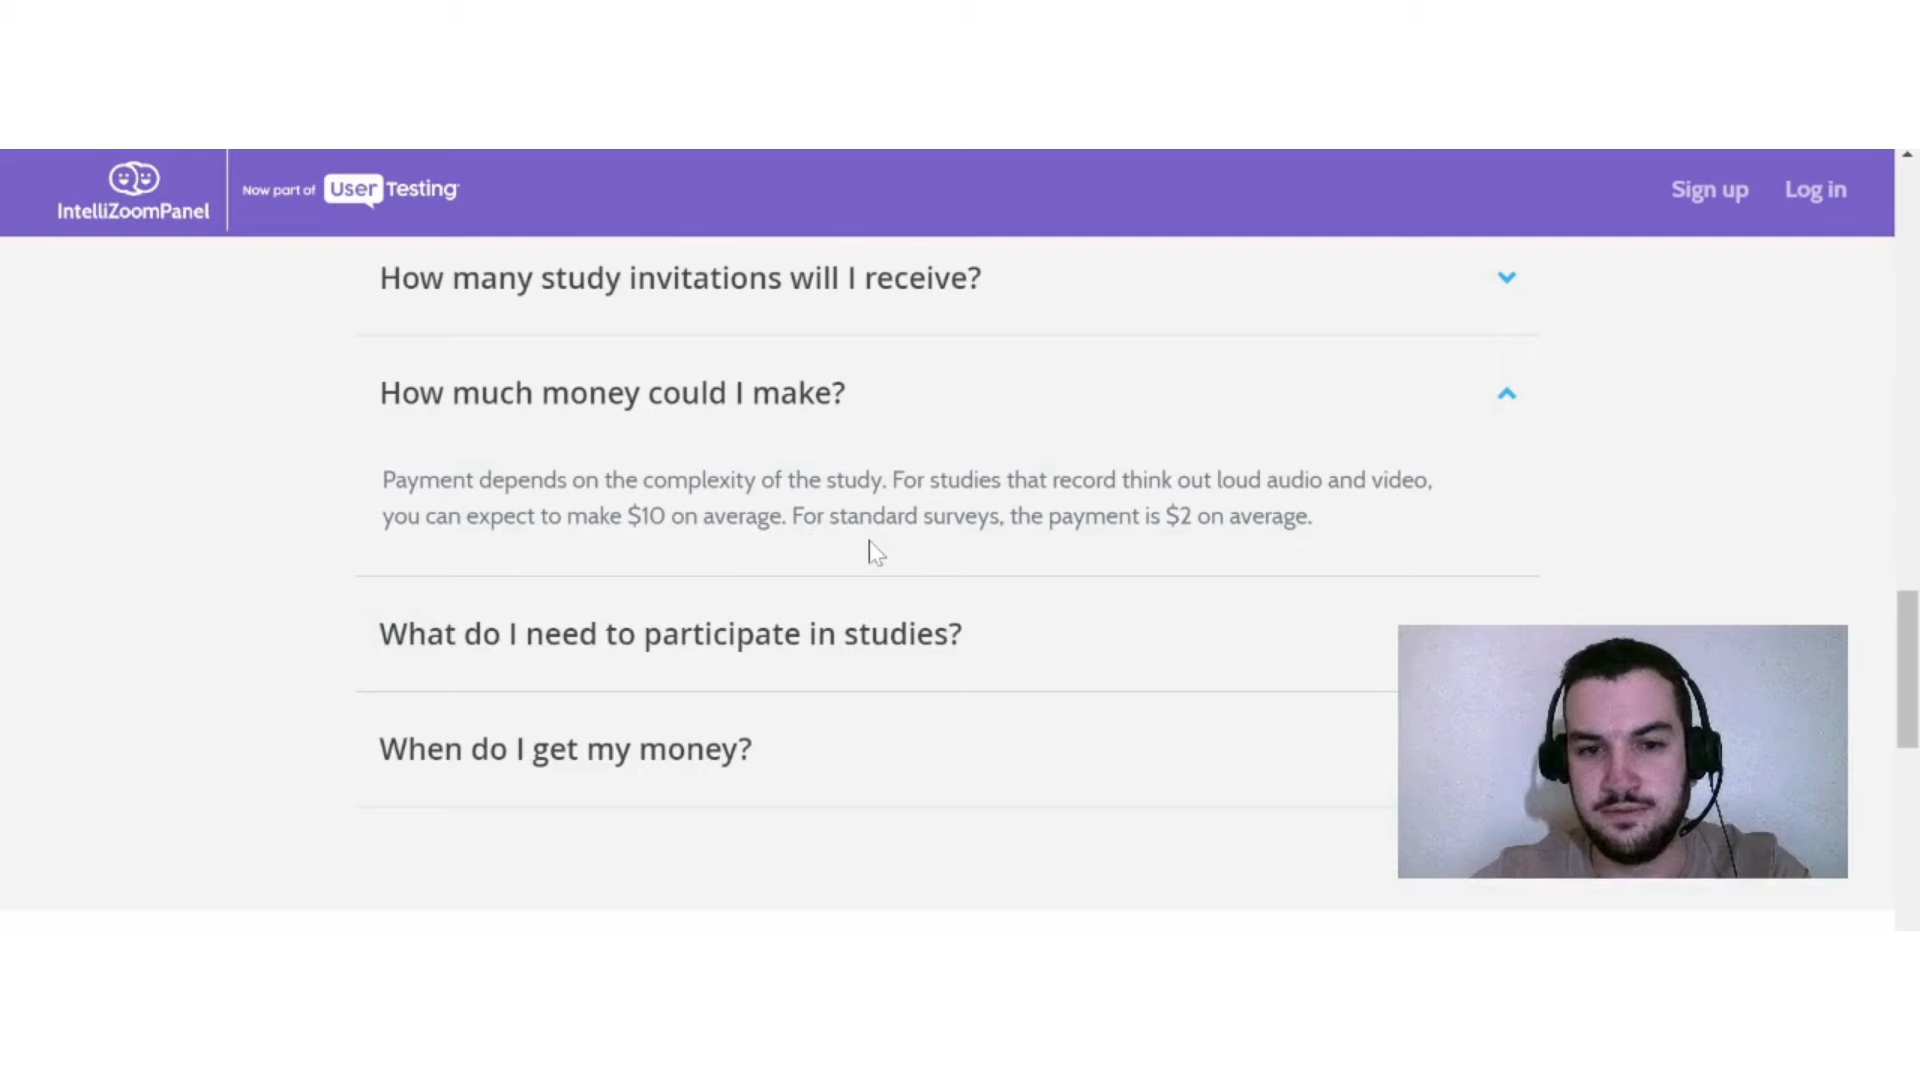 IntelliZoomPanel
Now part of UserTesting
Sign up
Log in
How many study invitations will I receive?
How much money could I make?
Payment depends on the complexity of the study. For studies that record think out loud audio and video,
you can expect to make $10 on average. For standard surveys, the payment is $2 on average.
What do I need to participate in studies?
When do I get my money?